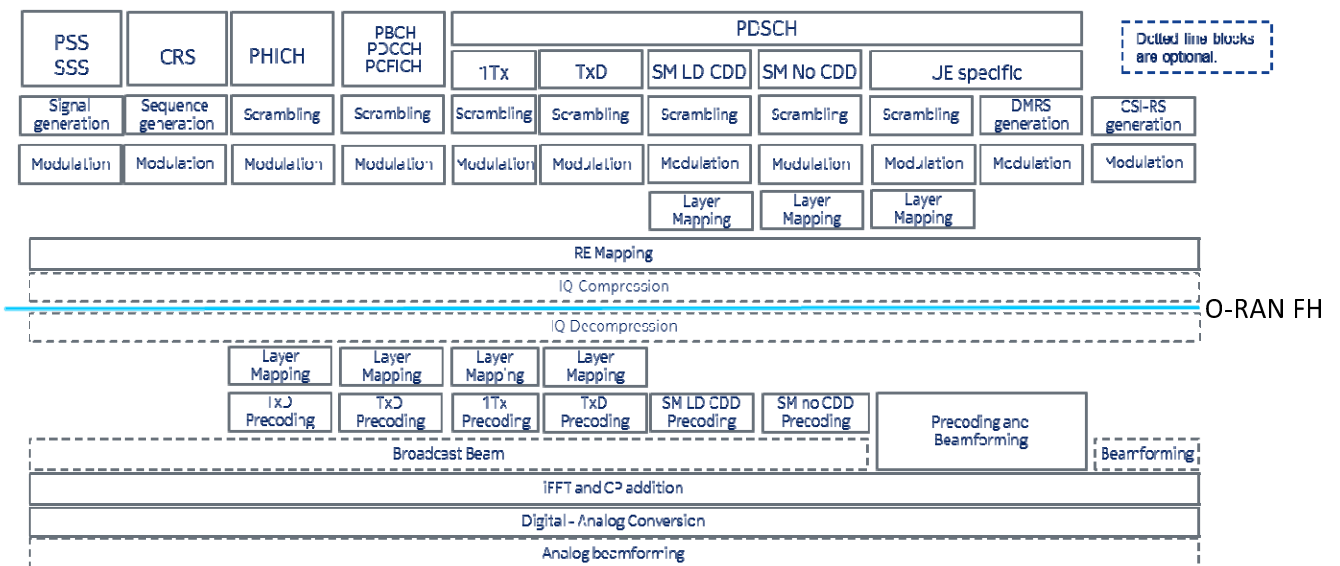 PSS
SSS
CRS
PHICH
PBCH
PDCCH
PCFICH
PDSCH
1Tx
TxD
SM LD CDD
SM No CDD
UE specific
Dotted line blocks
are optional.
Signal
generation
Sequence
generation
Scrambling
Scrambling
Scrambling
Scrambling
Scrambling
Scrambling
Scrambling
DMRS
generation
CSI-RS
generation
Modulation
Modulation
Modulation
Modulation
Modulation
Modulation
Modulation
Modulation
Modulation
Modulation
Modulation
Layer
Mapping
Layer
Mapping
Layer
Mapping
RE Mapping
IQ Compression
O-RAN FH
IQ Decompression
Layer
Mapping
Layer
Mapping
Layer
Mapping
Layer
Mapping
TxD
Precoding
TxD
Precoding
1Tx
Precoding
TxD
Precoding
SM LD CDD
Precoding
SM no CDD
Precoding
Precoding and
Beamforming
Broadcast Beam
Beamforming
iFFT and CP addition
Digital - Analog Conversion
Analog beamforming